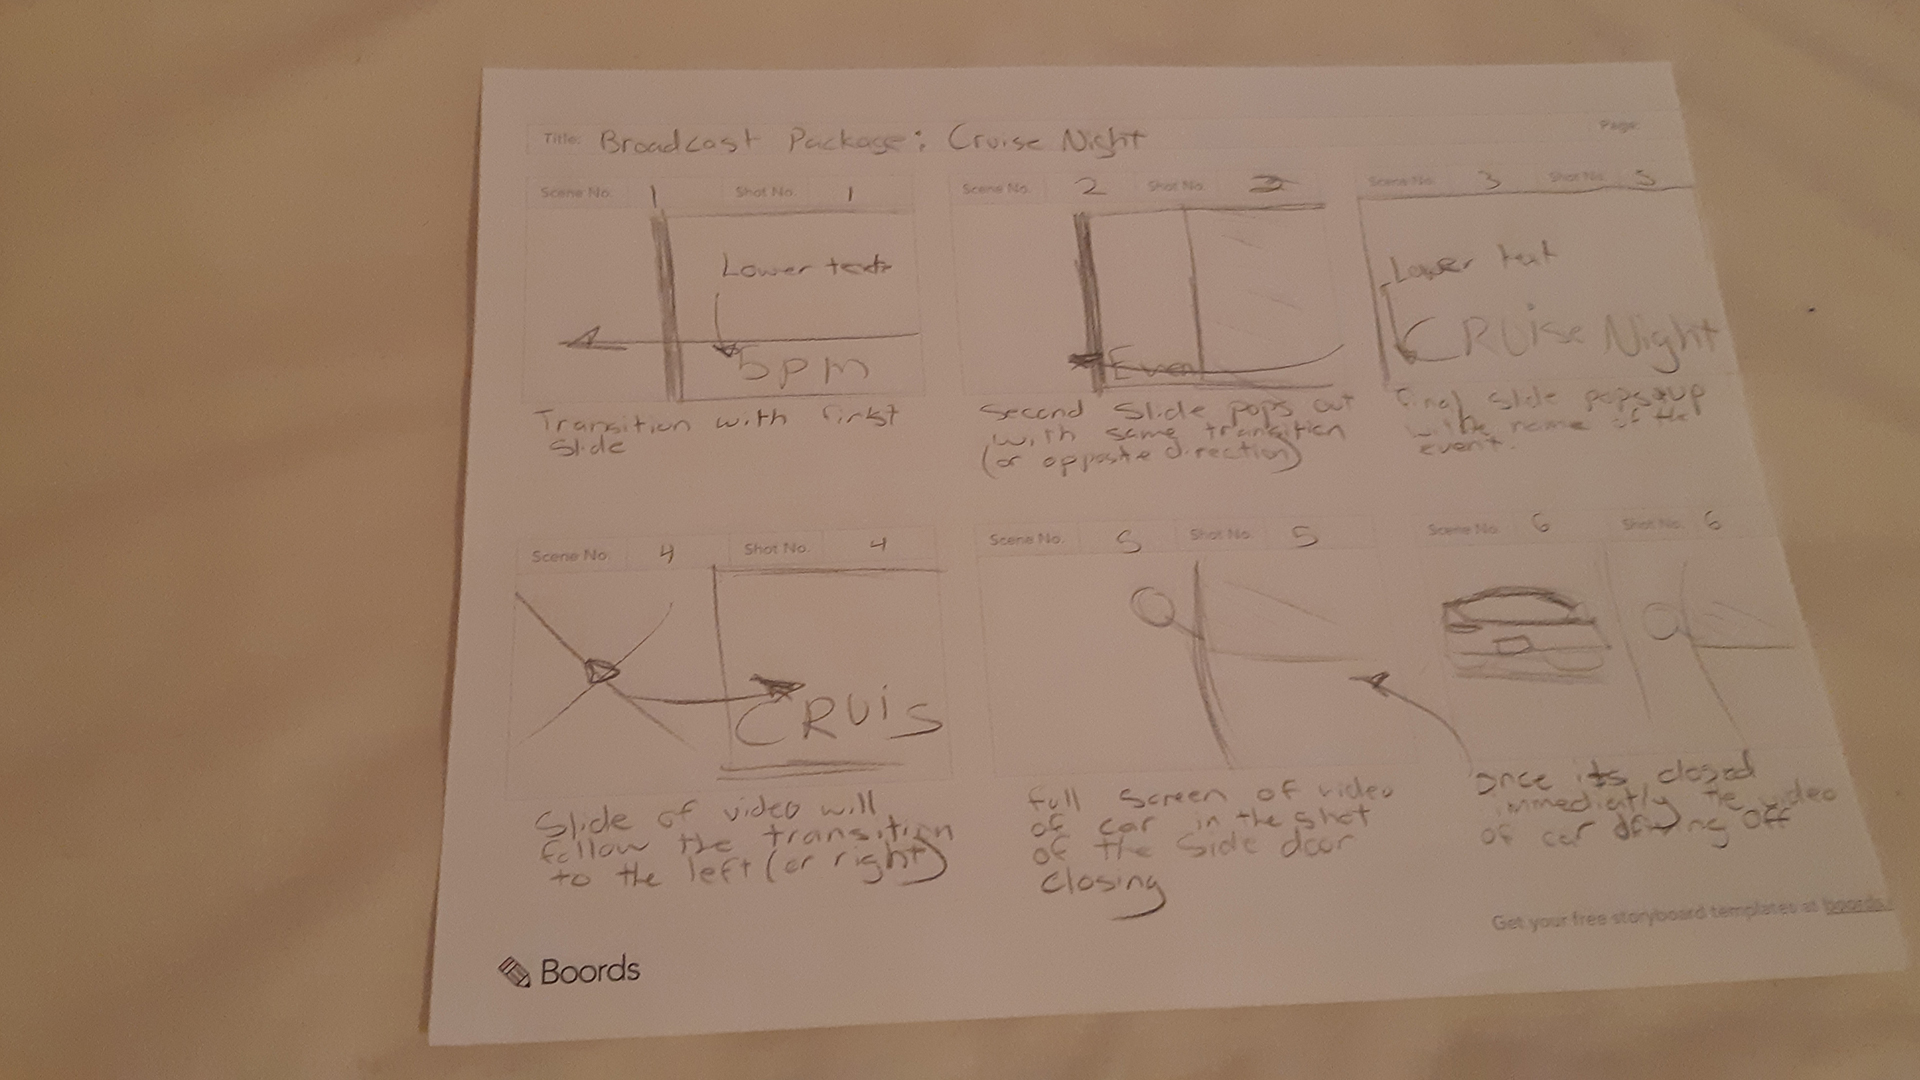 Title: Broadcast Package: Cruise Night
Page:
Scene No. 1 Shot No. 1
Lower text
5pm
Transition with first
slide
Scene No. 2 Shot No. 2
Even
Second Slide pops out
with same transition
(or opposite direction)
Scene No. 3 Shot No. 3
Lower text
CRUise Night
Final slide pops up
with the name of the
event.
Scene No. 4 Shot No. 4
CRUis
Slide of video will
follow the transition
to the left (or right)
Scene No. 5 Shot No. 5
Full screen of video
of car in the shot
of the side door
closing
Scene No. 6 Shot No. 6
Once its closed
immediatly the video
of car driving off
Get your free storyboard templates at boords.
Boords